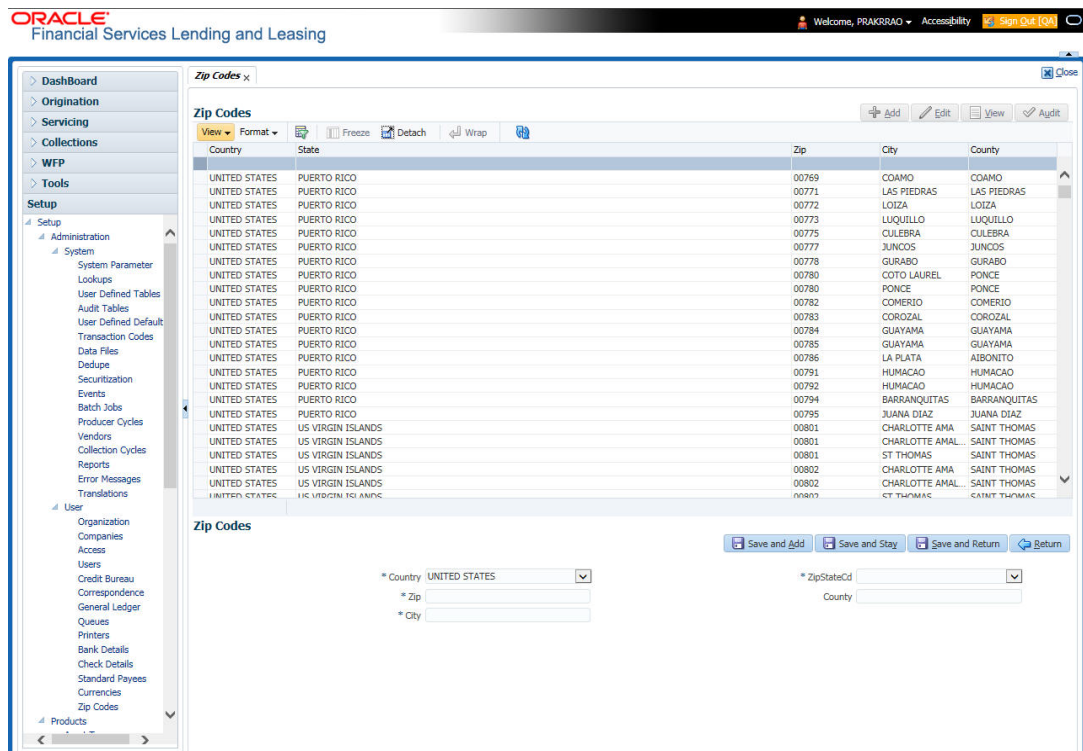 ORACLE
Financial Services Lending and Leasing
Welcome, PRAKRRAO Accessibility Sign Out [QA]
Close
DashBoard
Origination
Servicing
Collections
WFP
Tools
Setup
Setup
Administration
System
System Parameter
Lookups
User Defined Tables
Audit Tables
User Defined Default
Transaction Codes
Data Files
Dedupe
Securitization
Events
Batch Jobs
Producer Cycles
Vendors
Collection Cycles
Reports
Error Messages
Translations
User
Organization
Companies
Access
Users
Credit Bureau
Correspondence
General Ledger
Queues
Printers
Bank Details
Check Details
Standard Payees
Currencies
Zip Codes
Products
Zip Codes x
Zip Codes
Add Edit View Audit
View Format Freeze Detach Wrap
Country State Zip City County
UNITED STATES PUERTO RICO 00769 COAMO COAMO
UNITED STATES PUERTO RICO 00771 LAS PIEDRAS LAS PIEDRAS
UNITED STATES PUERTO RICO 00772 LOIZA LOIZA
UNITED STATES PUERTO RICO 00773 LUQUILLO LUQUILLO
UNITED STATES PUERTO RICO 00775 CULEBRA CULEBRA
UNITED STATES PUERTO RICO 00777 JUNCOS JUNCOS
UNITED STATES PUERTO RICO 00778 GURABO GURABO
UNITED STATES PUERTO RICO 00780 COTO LAUREL PONCE
UNITED STATES PUERTO RICO 00780 PONCE PONCE
UNITED STATES PUERTO RICO 00782 COMERIO COMERIO
UNITED STATES PUERTO RICO 00783 COROZAL COROZAL
UNITED STATES PUERTO RICO 00784 GUAYAMA GUAYAMA
UNITED STATES PUERTO RICO 00785 GUAYAMA GUAYAMA
UNITED STATES PUERTO RICO 00786 LA PLATA AIBONITO
UNITED STATES PUERTO RICO 00791 HUMACAO HUMACAO
UNITED STATES PUERTO RICO 00792 HUMACAO HUMACAO
UNITED STATES PUERTO RICO 00794 BARRANQUITAS BARRANQUITAS
UNITED STATES PUERTO RICO 00795 JUANA DIAZ JUANA DIAZ
UNITED STATES US VIRGIN ISLANDS 00801 CHARLOTTE AMA SAINT THOMAS
UNITED STATES US VIRGIN ISLANDS 00801 CHARLOTTE AMAL... SAINT THOMAS
UNITED STATES US VIRGIN ISLANDS 00801 ST THOMAS SAINT THOMAS
UNITED STATES US VIRGIN ISLANDS 00802 CHARLOTTE AMA SAINT THOMAS
UNITED STATES US VIRGIN ISLANDS 00802 CHARLOTTE AMAL... SAINT THOMAS
UNITED STATES US VIRGIN ISLANDS 00802 ST THOMAS SAINT THOMAS
Zip Codes
Save and Add Save and Stay Save and Return Return
* Country UNITED STATES * ZipStateCd
* Zip County
* City